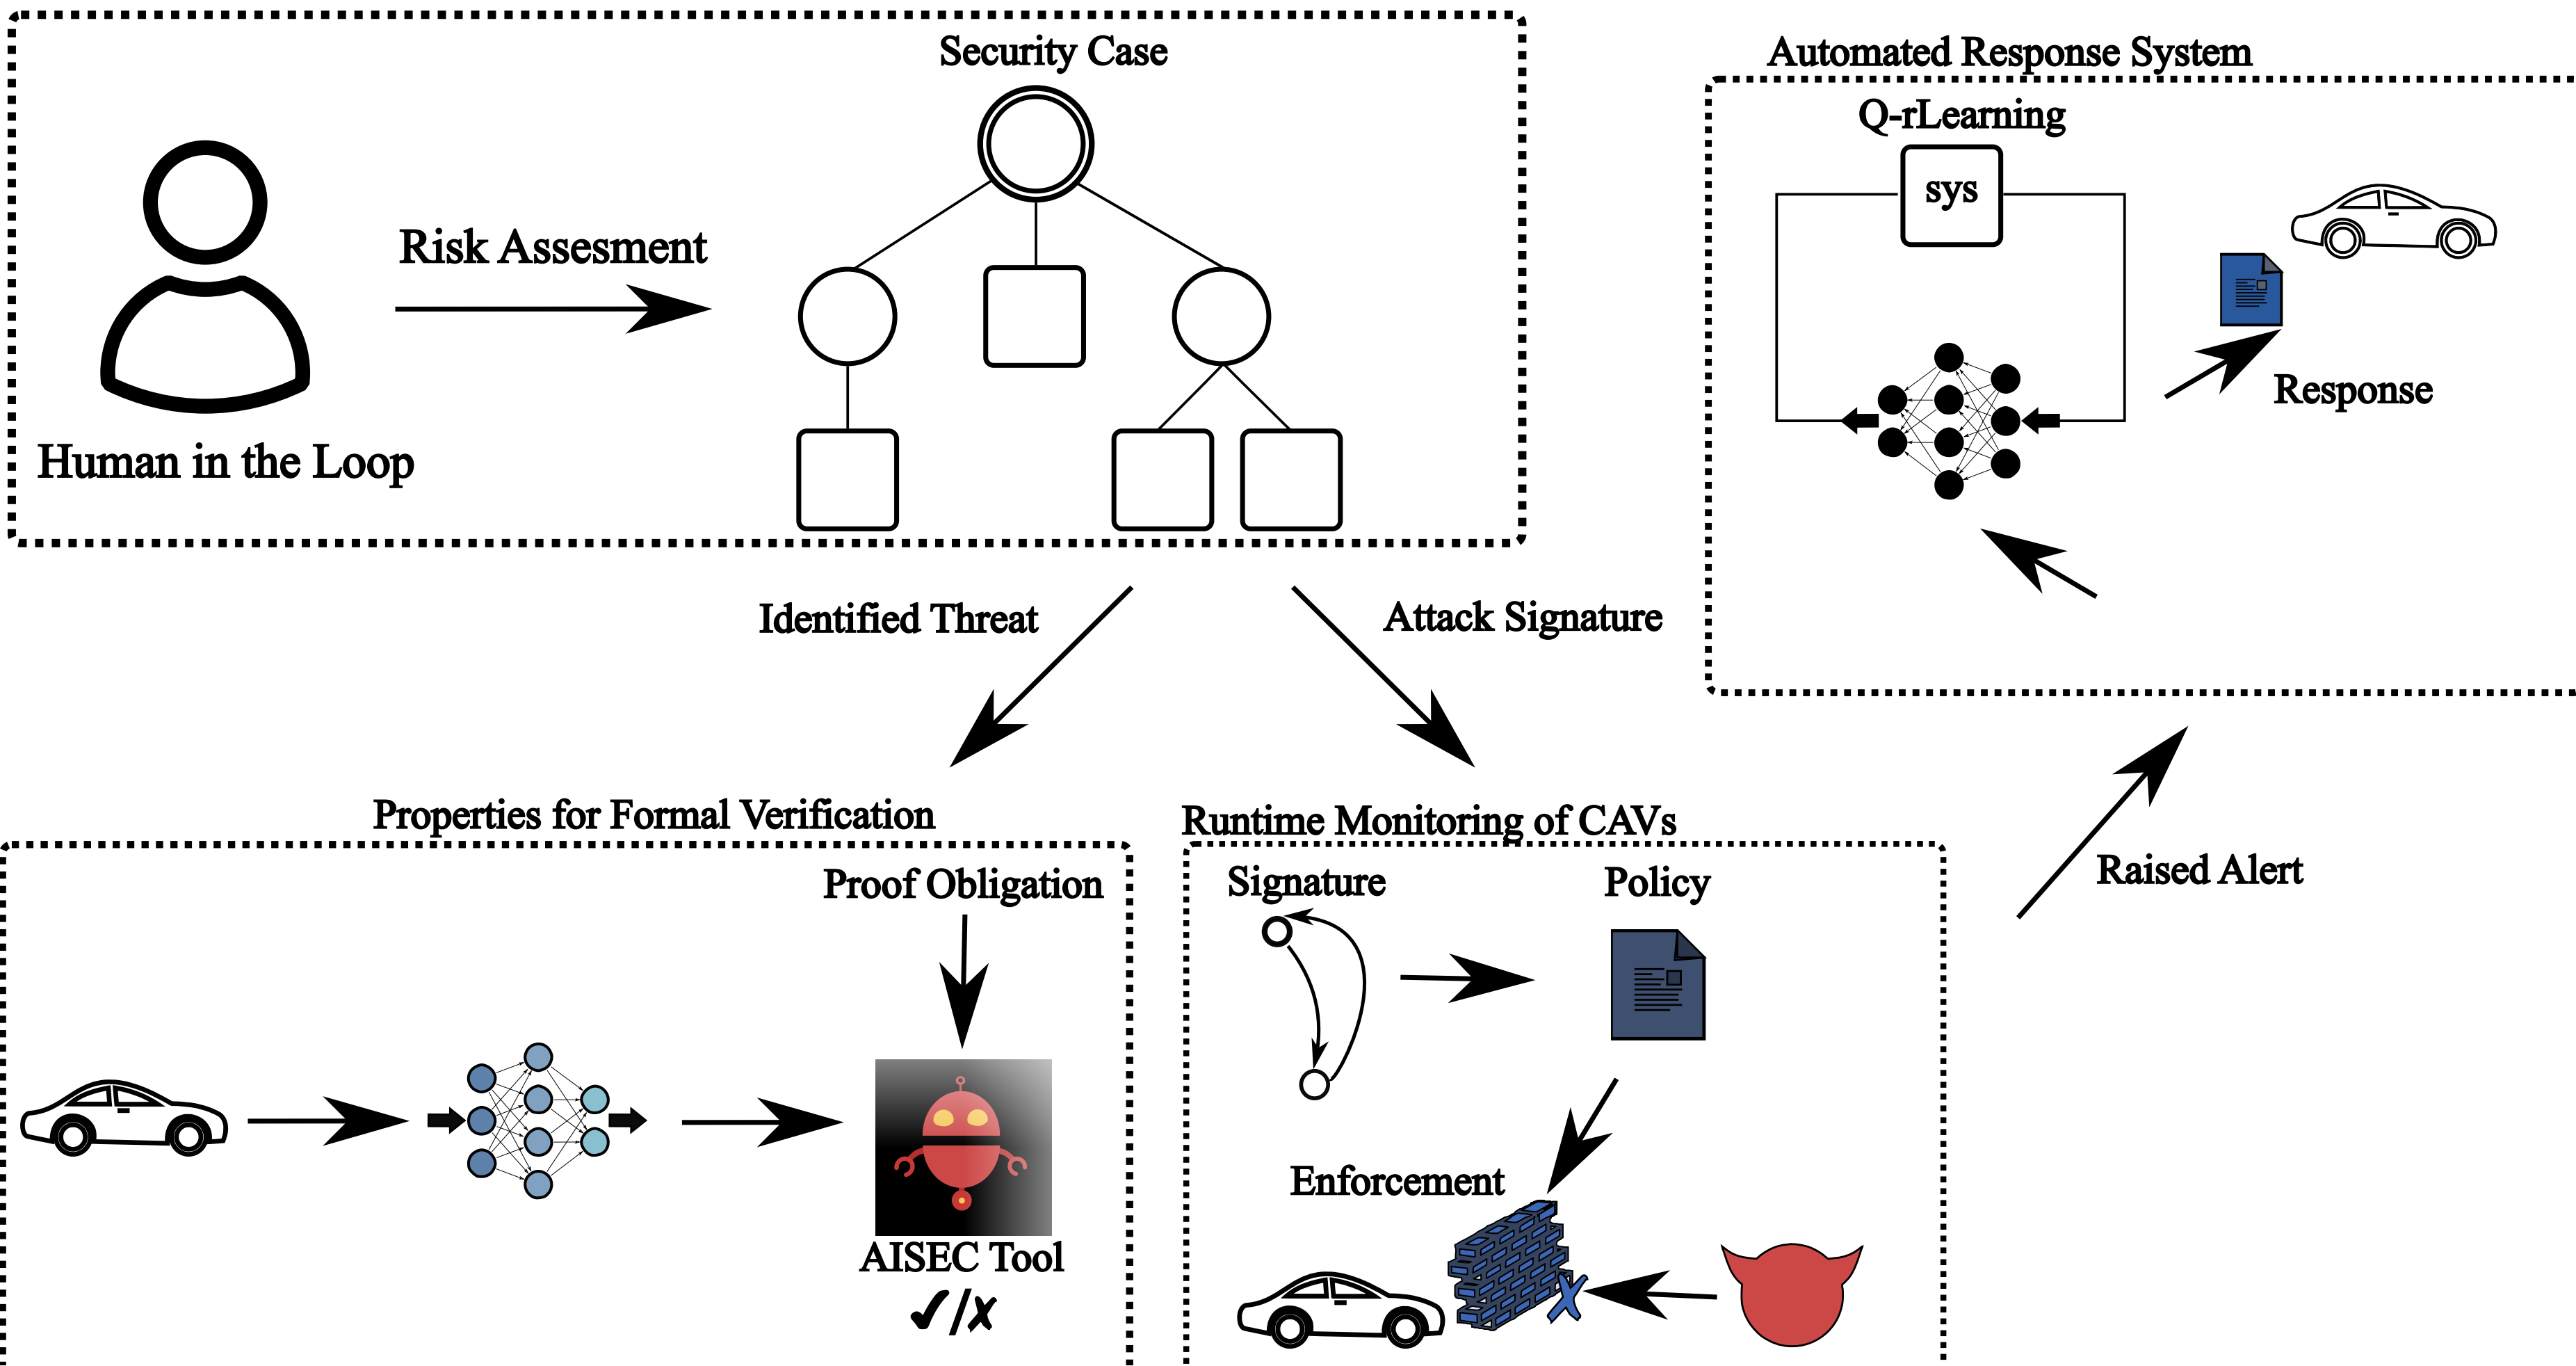 Security Case
Risk Assesment
Human in the Loop
Automated Response System
Q-rLearning
sys
Response
Identified Threat
Attack Signature
Properties for Formal Verification
Proof Obligation
AISEC Tool
✓/✗
Runtime Monitoring of CAVs
Signature
Policy
Enforcement
Raised Alert